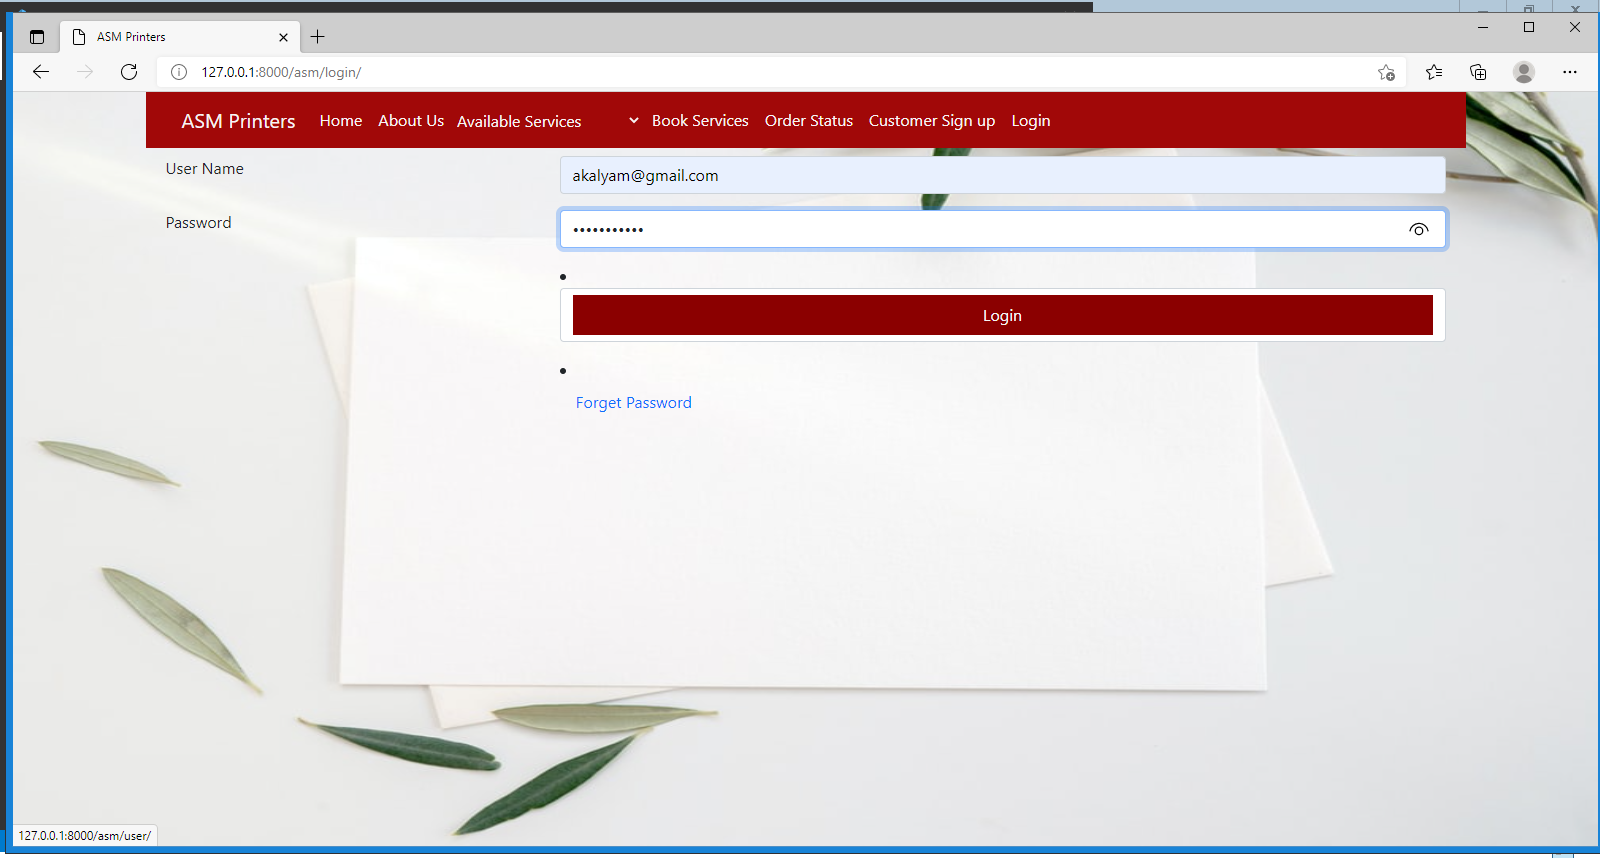 ASM Printers
127.0.0.1:8000/asm/login/
ASM Printers Home About Us Available Services Book Services Order Status Customer Sign up Login
User Name
akalyam@gmail.com
Password
•••••••••••
Login
Forget Password
127.0.0.1:8000/asm/user/